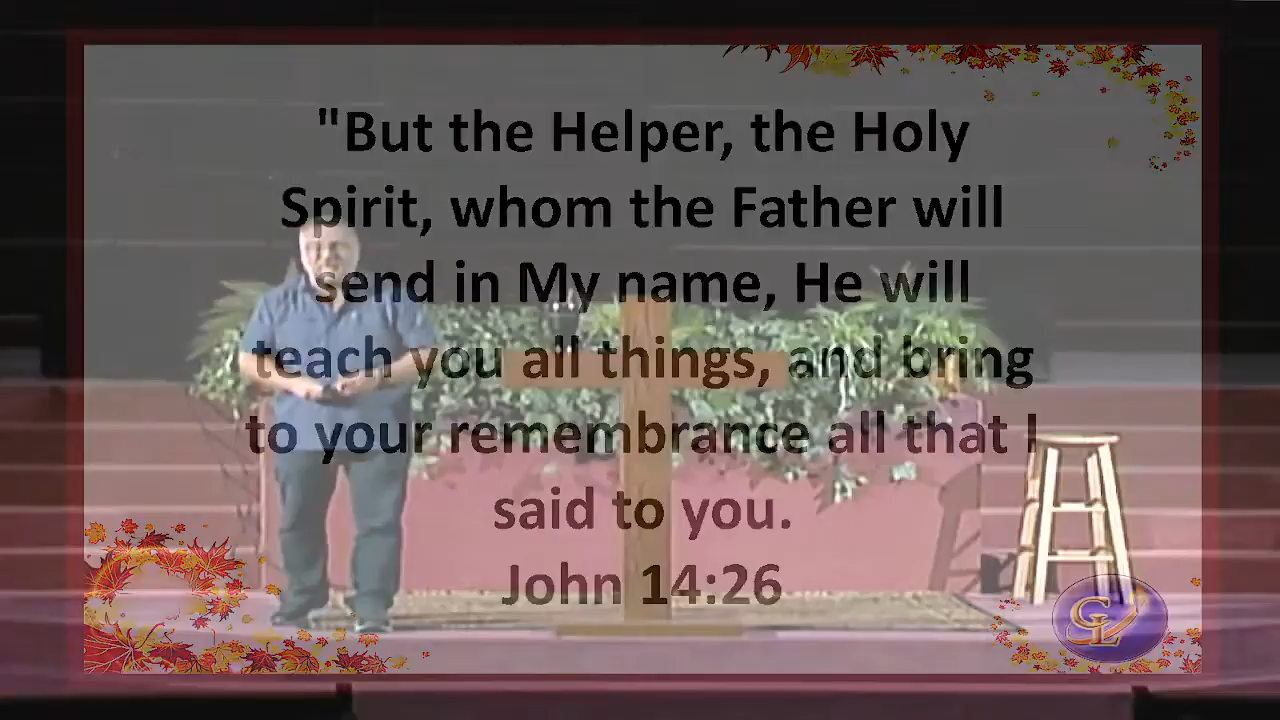 "But the Helper, the Holy
Spirit, whom the Father will
send in My name, He will
teach you all things, and bring
to your remembrance all that I
said to you.
John 14:26